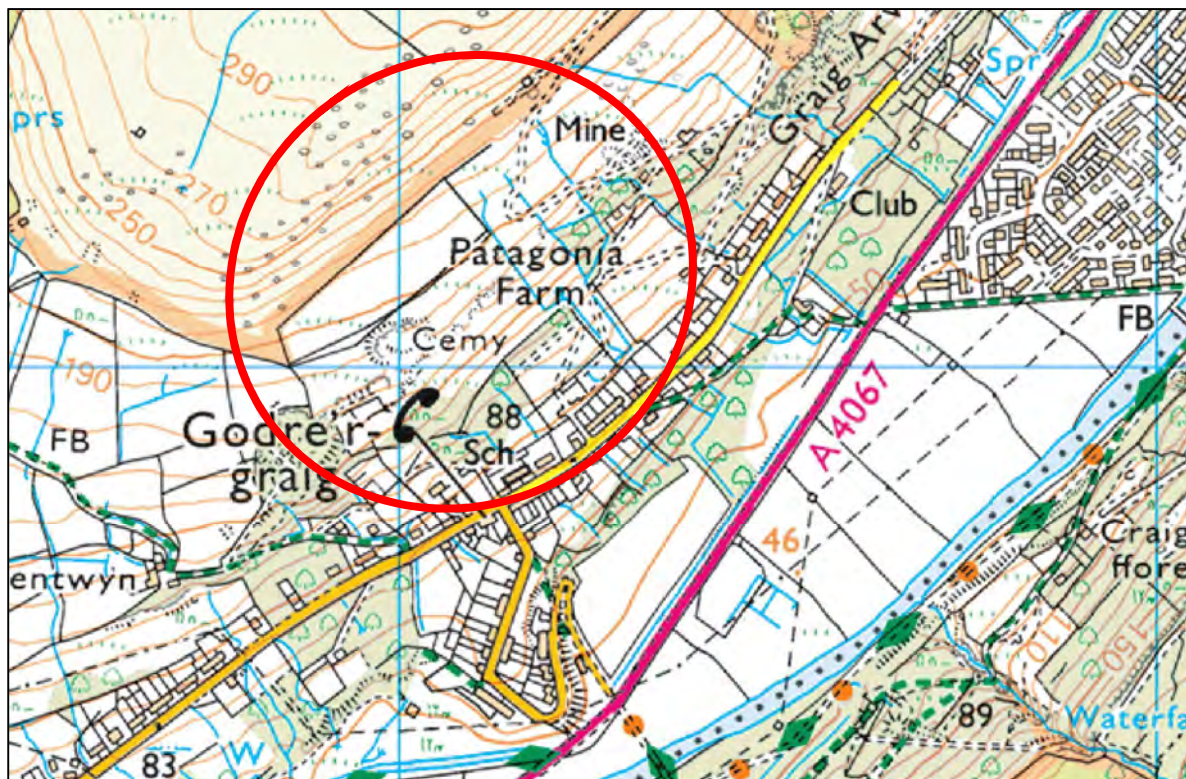 290
Graig Arw
Spr
prs
Mine
270
Club
250
Patagonia
Farm
50
FB
Cemy
190
88
A 4067
Godre'r-
FB
Sch
graig
46
Craig
ffore
entwyn
110
150
89
Waterfa
W
83